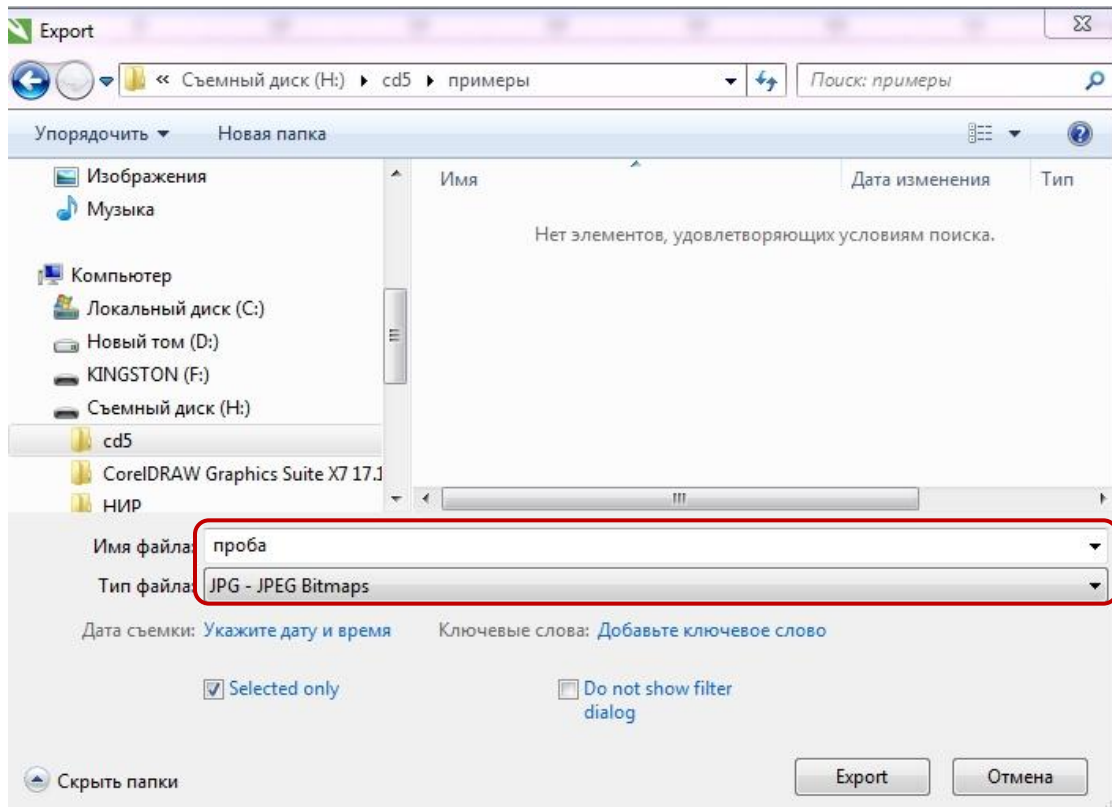 Export
« Съемный диск (H:) ▸ cd5 ▸ примеры
Поиск: примеры
Упорядочить ▾ Новая папка
Изображения
Музыка
Компьютер
Локальный диск (C:)
Новый том (D:)
KINGSTON (F:)
Съемный диск (H:)
cd5
CorelDRAW Graphics Suite X7 17.1
НИР
Имя Дата изменения Тип
Нет элементов, удовлетворяющих условиям поиска.
Имя файла: проба
Тип файла: JPG - JPEG Bitmaps
Дата съемки: Укажите дату и время Ключевые слова: Добавьте ключевое слово
Selected only
Do not show filter
dialog
Скрыть папки
Export Отмена